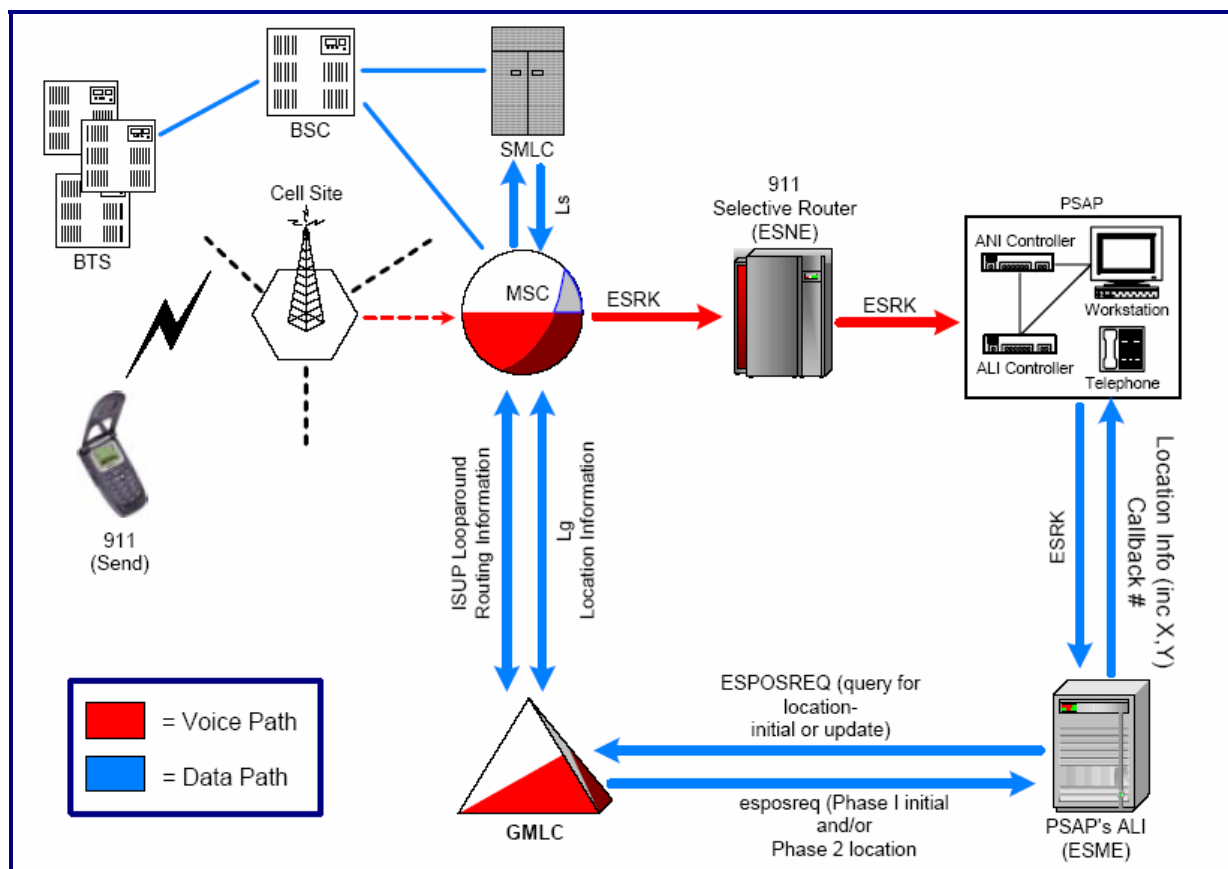 BSC
SMLC
BTS
Cell Site
Ls
911
Selective Router
(ESNE)
PSAP
ANI Controller
Workstation
ALI Controller
Telephone
MSC
ESRK
ESRK
911
(Send)
ISUP Looparound
Routing Information
Lg
Location Information
ESRK
Location Info (inc X,Y)
Callback #
ESPOSREQ (query for
location-
initial or update)
esposreq (Phase I initial
and/or
Phase 2 location
GMLC
PSAP's ALI
(ESME)
= Voice Path
= Data Path